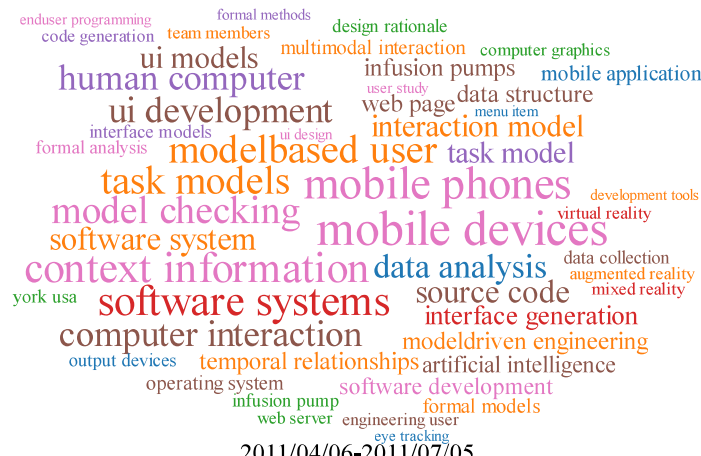 formal methods
enduser programming
design rationale
code generation
team members
multimodal interaction
computer graphics
ui models
infusion pumps
mobile application
human computer
user study
data structure
web page
ui development
menu item
interface models
ui design
interaction model
formal analysis
modelbased user
task model
task models
mobile phones
development tools
model checking
virtual reality
mobile devices
software system
data collection
context information
data analysis
augmented reality
york usa
software systems
source code
mixed reality
interface generation
computer interaction
modeldriven engineering
output devices
temporal relationships
artificial intelligence
operating system
software development
infusion pump
formal models
web server
engineering user
eye tracking
2011/04/06-2011/07/05